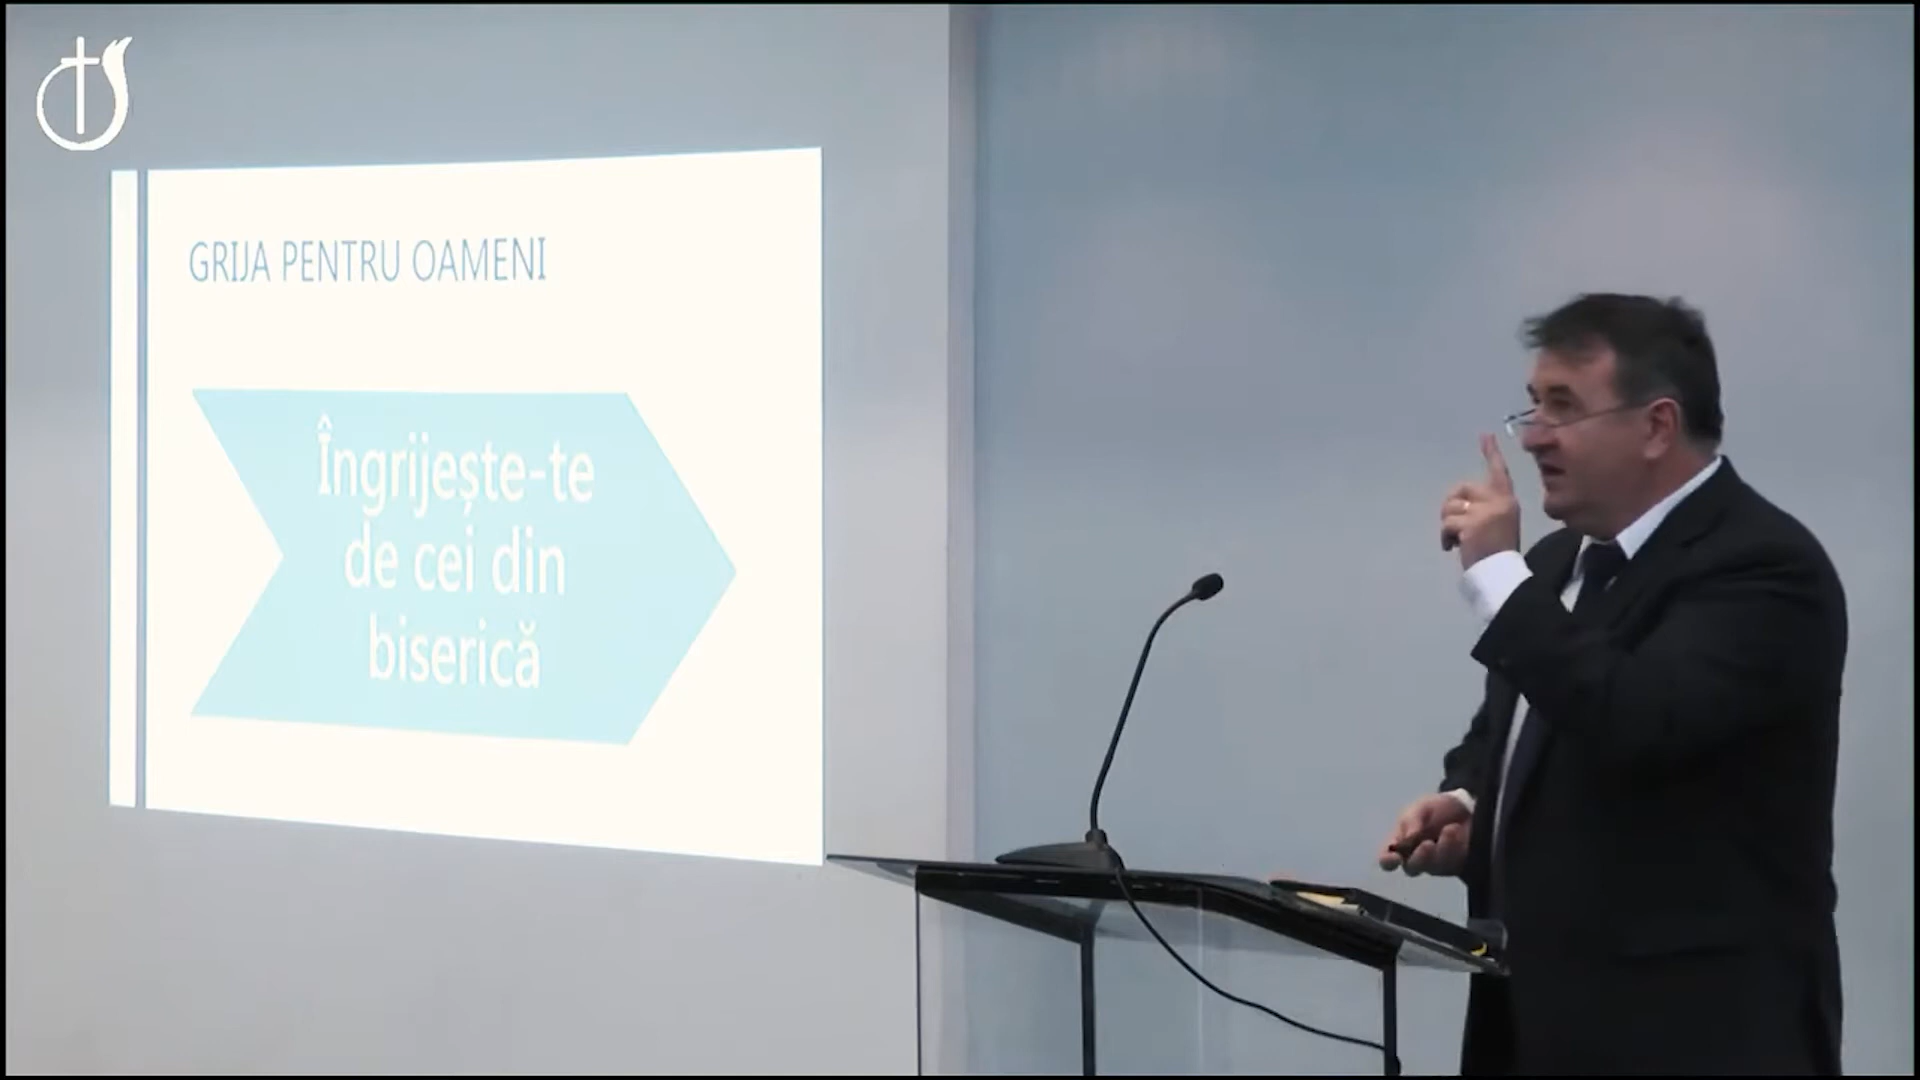 GRIJA PENTRU OAMENI
Îngrijește-te
de cei din
biserică